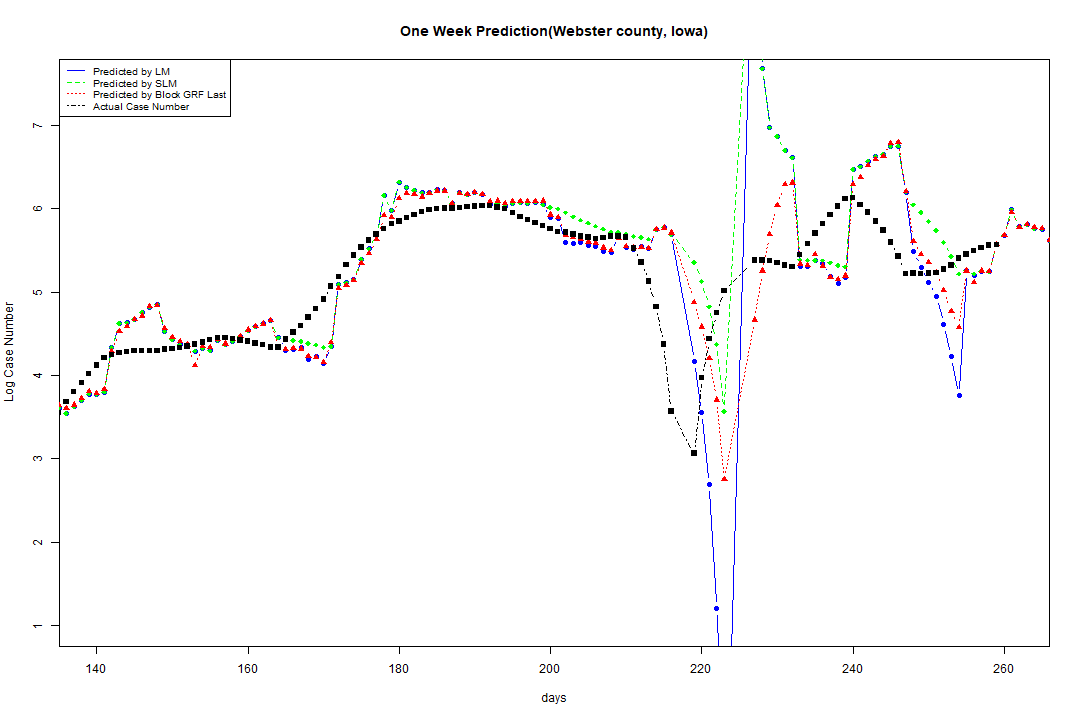 One Week Prediction(Webster county, Iowa)
Predicted by LM
Predicted by SLM
Predicted by Block GRF Last
Actual Case Number
Log Case Number
7
6
5
4
3
2
1
140 160 180 200 220 240 260
days